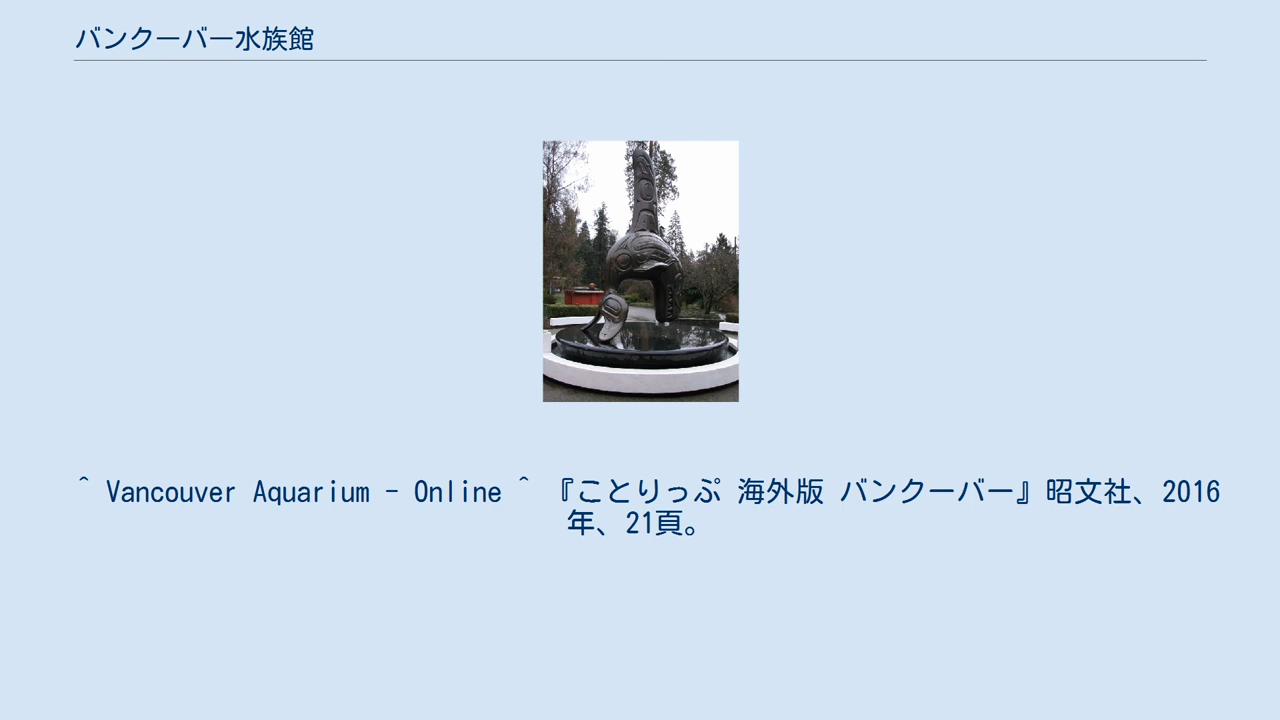 バンクーバー水族館
^ Vancouver Aquarium - Online ^ 『ことりっぷ 海外版 バンクーバー』昭文社、2016
年、21頁。